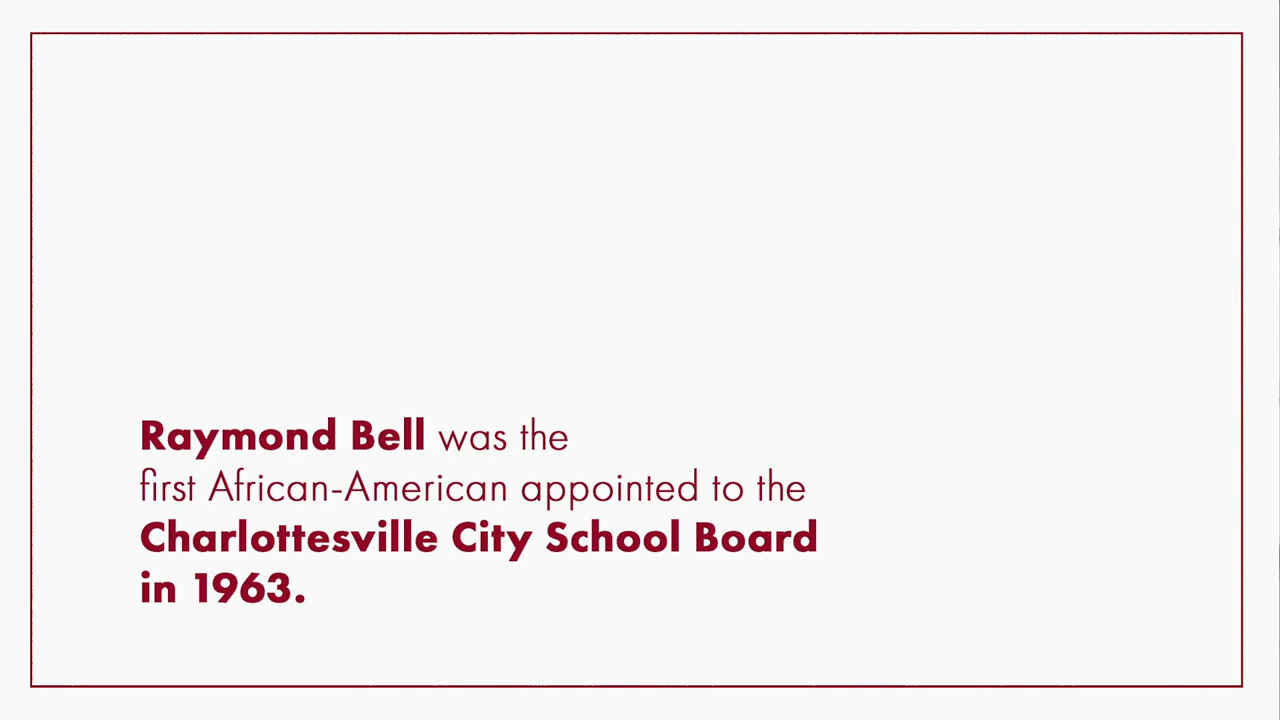 Raymond Bell was the
first African-American appointed to the
Charlottesville City School Board
in 1963.